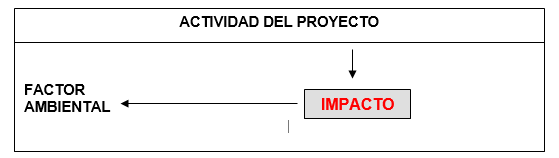 ACTIVIDAD DEL PROYECTO
FACTOR
AMBIENTAL
IMPACTO